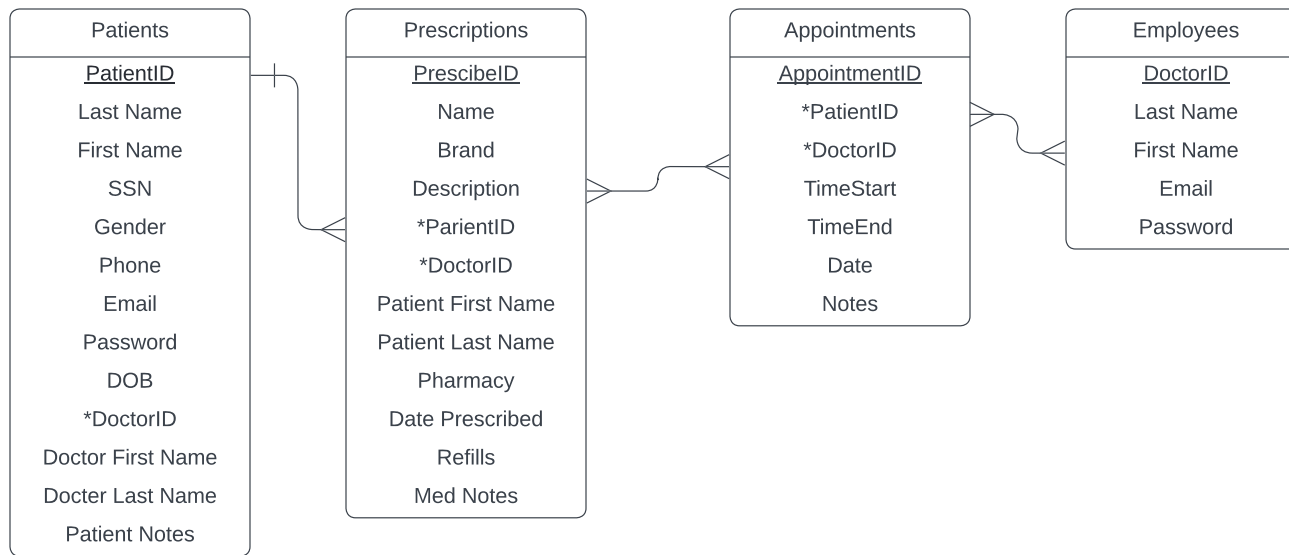 Patients
PatientID
Last Name
First Name
SSN
Gender
Phone
Email
Password
DOB
*DoctorID
Doctor First Name
Docter Last Name
Patient Notes
Prescriptions
PrescibeID
Name
Brand
Description
*ParientID
*DoctorID
Patient First Name
Patient Last Name
Pharmacy
Date Prescribed
Refills
Med Notes
Appointments
AppointmentID
*PatientID
*DoctorID
TimeStart
TimeEnd
Date
Notes
Employees
DoctorID
Last Name
First Name
Email
Password